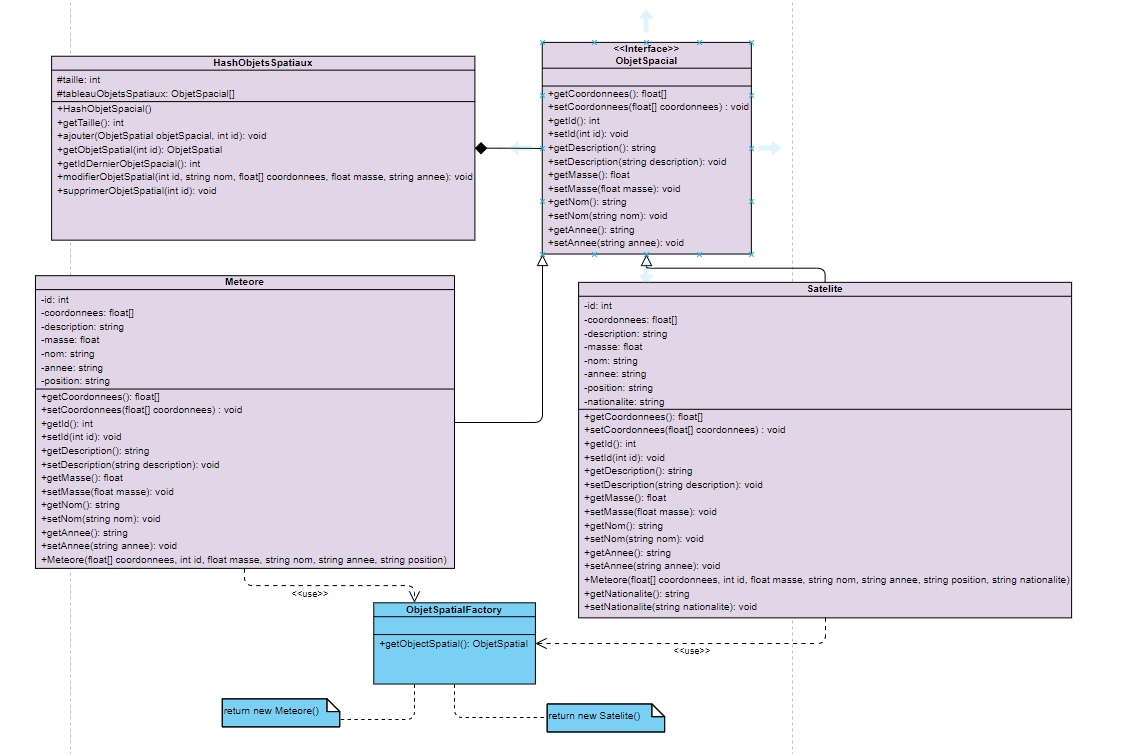 HashObjetsSpatiaux
#taille: int
#tableauObjetsSpatiaux: ObjetSpacial[]
+HashObjetSpacial()
+getTaille(): int
+ajouter(ObjetSpatial objetSpacial, int id): void
+getObjetSpatial(int id): ObjetSpatial
+getIdDernierObjetSpacial(): int
+modifierObjetSpatial(int id, string nom, float[] coordonnees, float masse, string annee): void
+supprimerObjetSpatial(int id): void
<<Interface>>
ObjetSpacial
+getCoordonnees(): float[]
+setCoordonnees(float[] coordonnees) : void
+getId(): int
+setId(int id): void
+getDescription(): string
+setDescription(string description): void
+getMasse(): float
+setMasse(float masse): void
+getNom(): string
+setNom(string nom): void
+getAnnee(): string
+setAnnee(string annee): void
Meteore
-id: int
-coordonnees: float[]
-description: string
-masse: float
-nom: string
-annee: string
-position: string
+getCoordonnees(): float[]
+setCoordonnees(float[] coordonnees) : void
+getId(): int
+setId(int id): void
+getDescription(): string
+setDescription(string description): void
+getMasse(): float
+setMasse(float masse): void
+getNom(): string
+setNom(string nom): void
+getAnnee(): string
+setAnnee(string annee): void
+Meteore(float[] coordonnees, int id, float masse, string nom, string annee, string position)
Satelite
-id: int
-coordonnees: float[]
-description: string
-masse: float
-nom: string
-annee: string
-position: string
-nationalite: string
+getCoordonnees(): float[]
+setCoordonnees(float[] coordonnees) : void
+getId(): int
+setId(int id): void
+getDescription(): string
+setDescription(string description): void
+getMasse(): float
+setMasse(float masse): void
+getNom(): string
+setNom(string nom): void
+getAnnee(): string
+setAnnee(string annee): void
+Meteore(float[] coordonnees, int id, float masse, string nom, string annee, string position, string nationalite)
+getNationalite(): string
+setNationalite(string nationalite): void
<<use>>
ObjetSpatialFactory
+getObjectSpatial(): ObjetSpatial
<<use>>
return new Meteore()
return new Satelite()